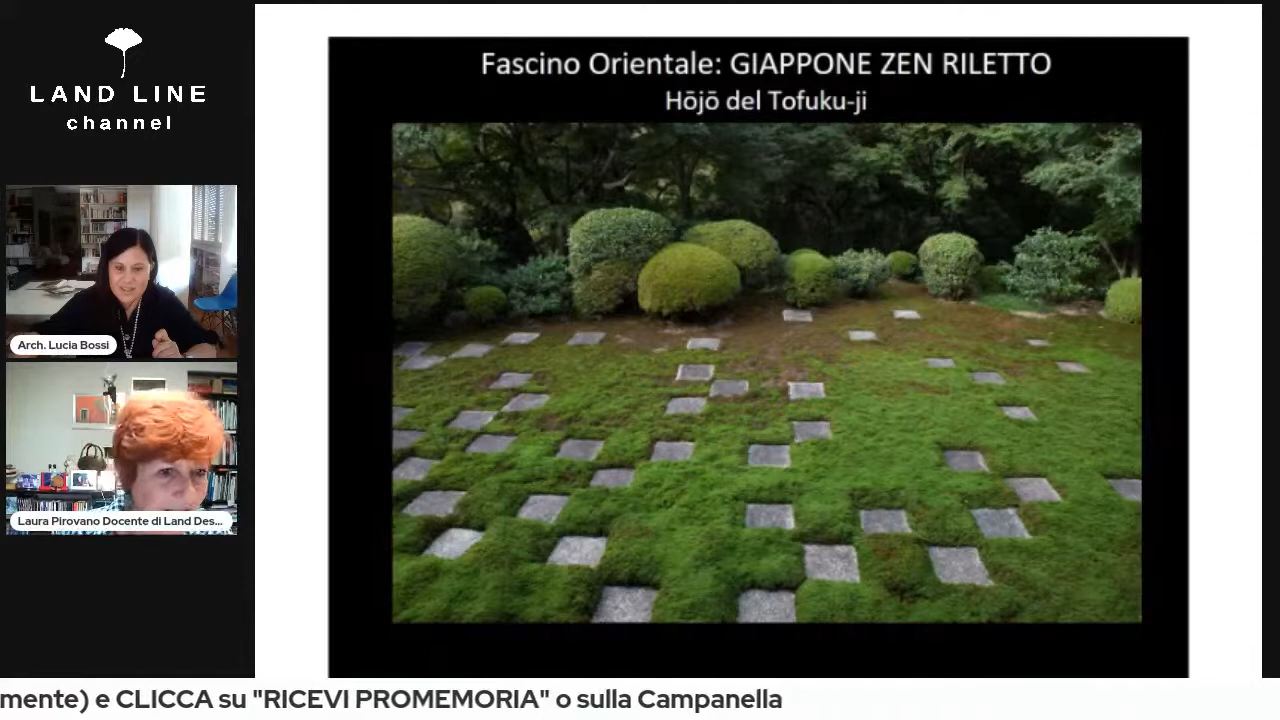 LAND LINE
channel
Fascino Orientale: GIAPPONE ZEN RILETTO
Hōjō del Tofuku-ji
Arch. Lucia Bossi
Laura Pirovano Docente di Land Des...
mente) e CLICCA su "RICEVI PROMEMORIA" o sulla Campanella